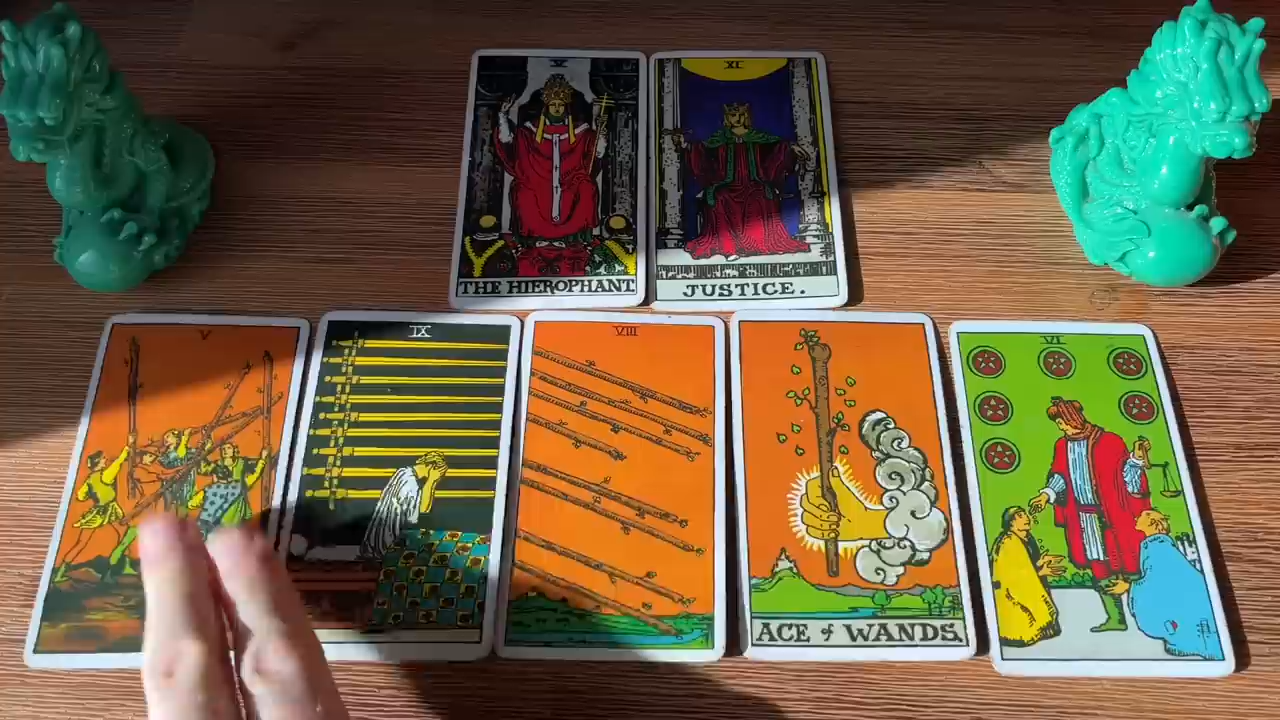 V
XI
THE HIEROPHANT.
JUSTICE.
V
IX
VIII
VI
ACE of WANDS.